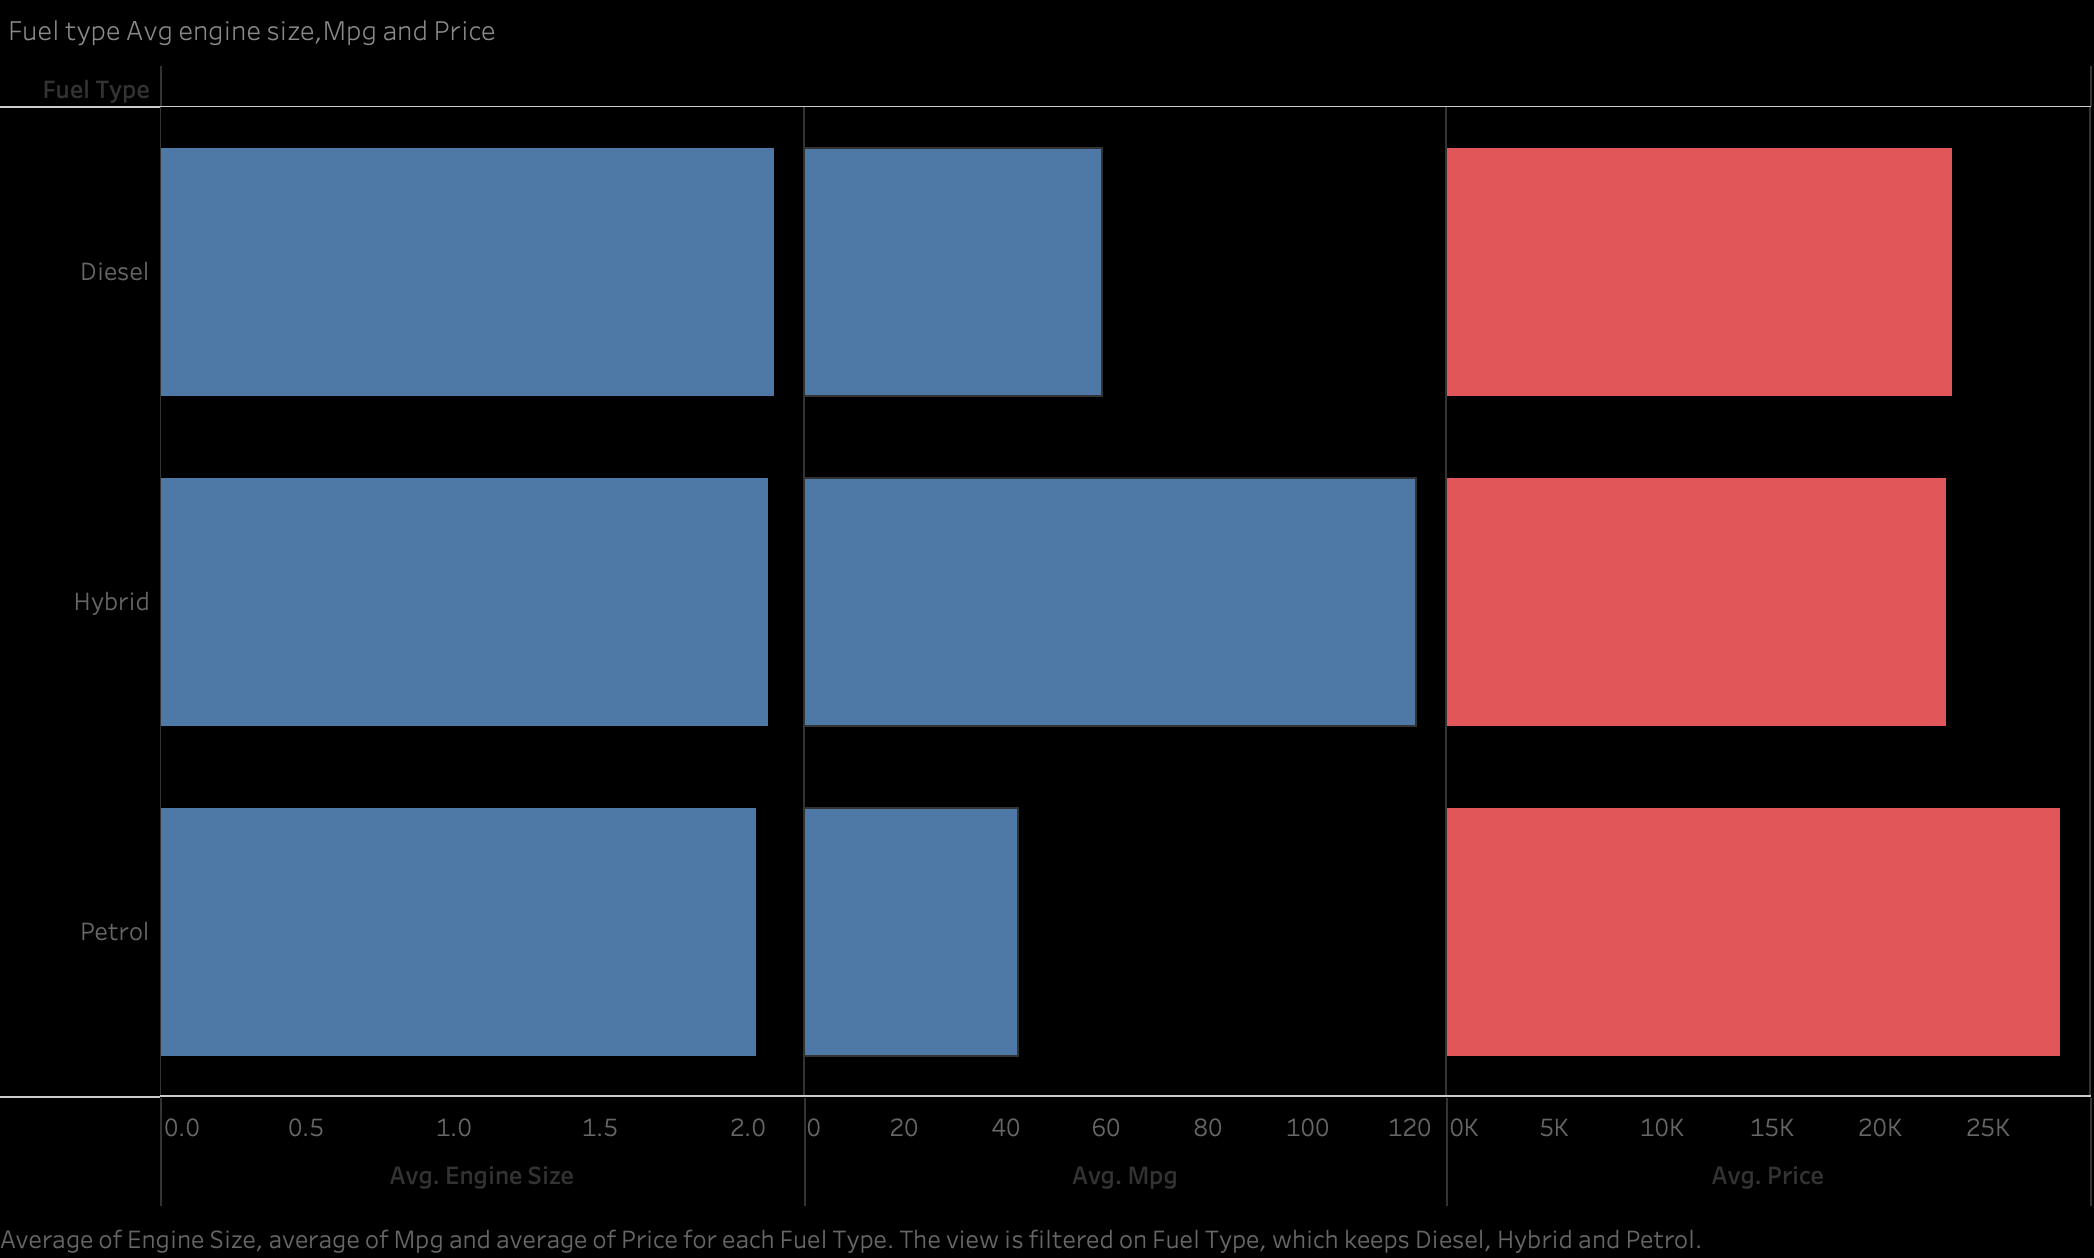 Fuel type Avg engine size,Mpg and Price
Fuel Type
Diesel
Hybrid
Petrol
0.0 0.5 1.0 1.5 2.0 0 20 40 60 80 100 120 0K 5K 10K 15K 20K 25K
Avg. Engine Size Avg. Mpg Avg. Price
Average of Engine Size, average of Mpg and average of Price for each Fuel Type. The view is filtered on Fuel Type, which keeps Diesel, Hybrid and Petrol.